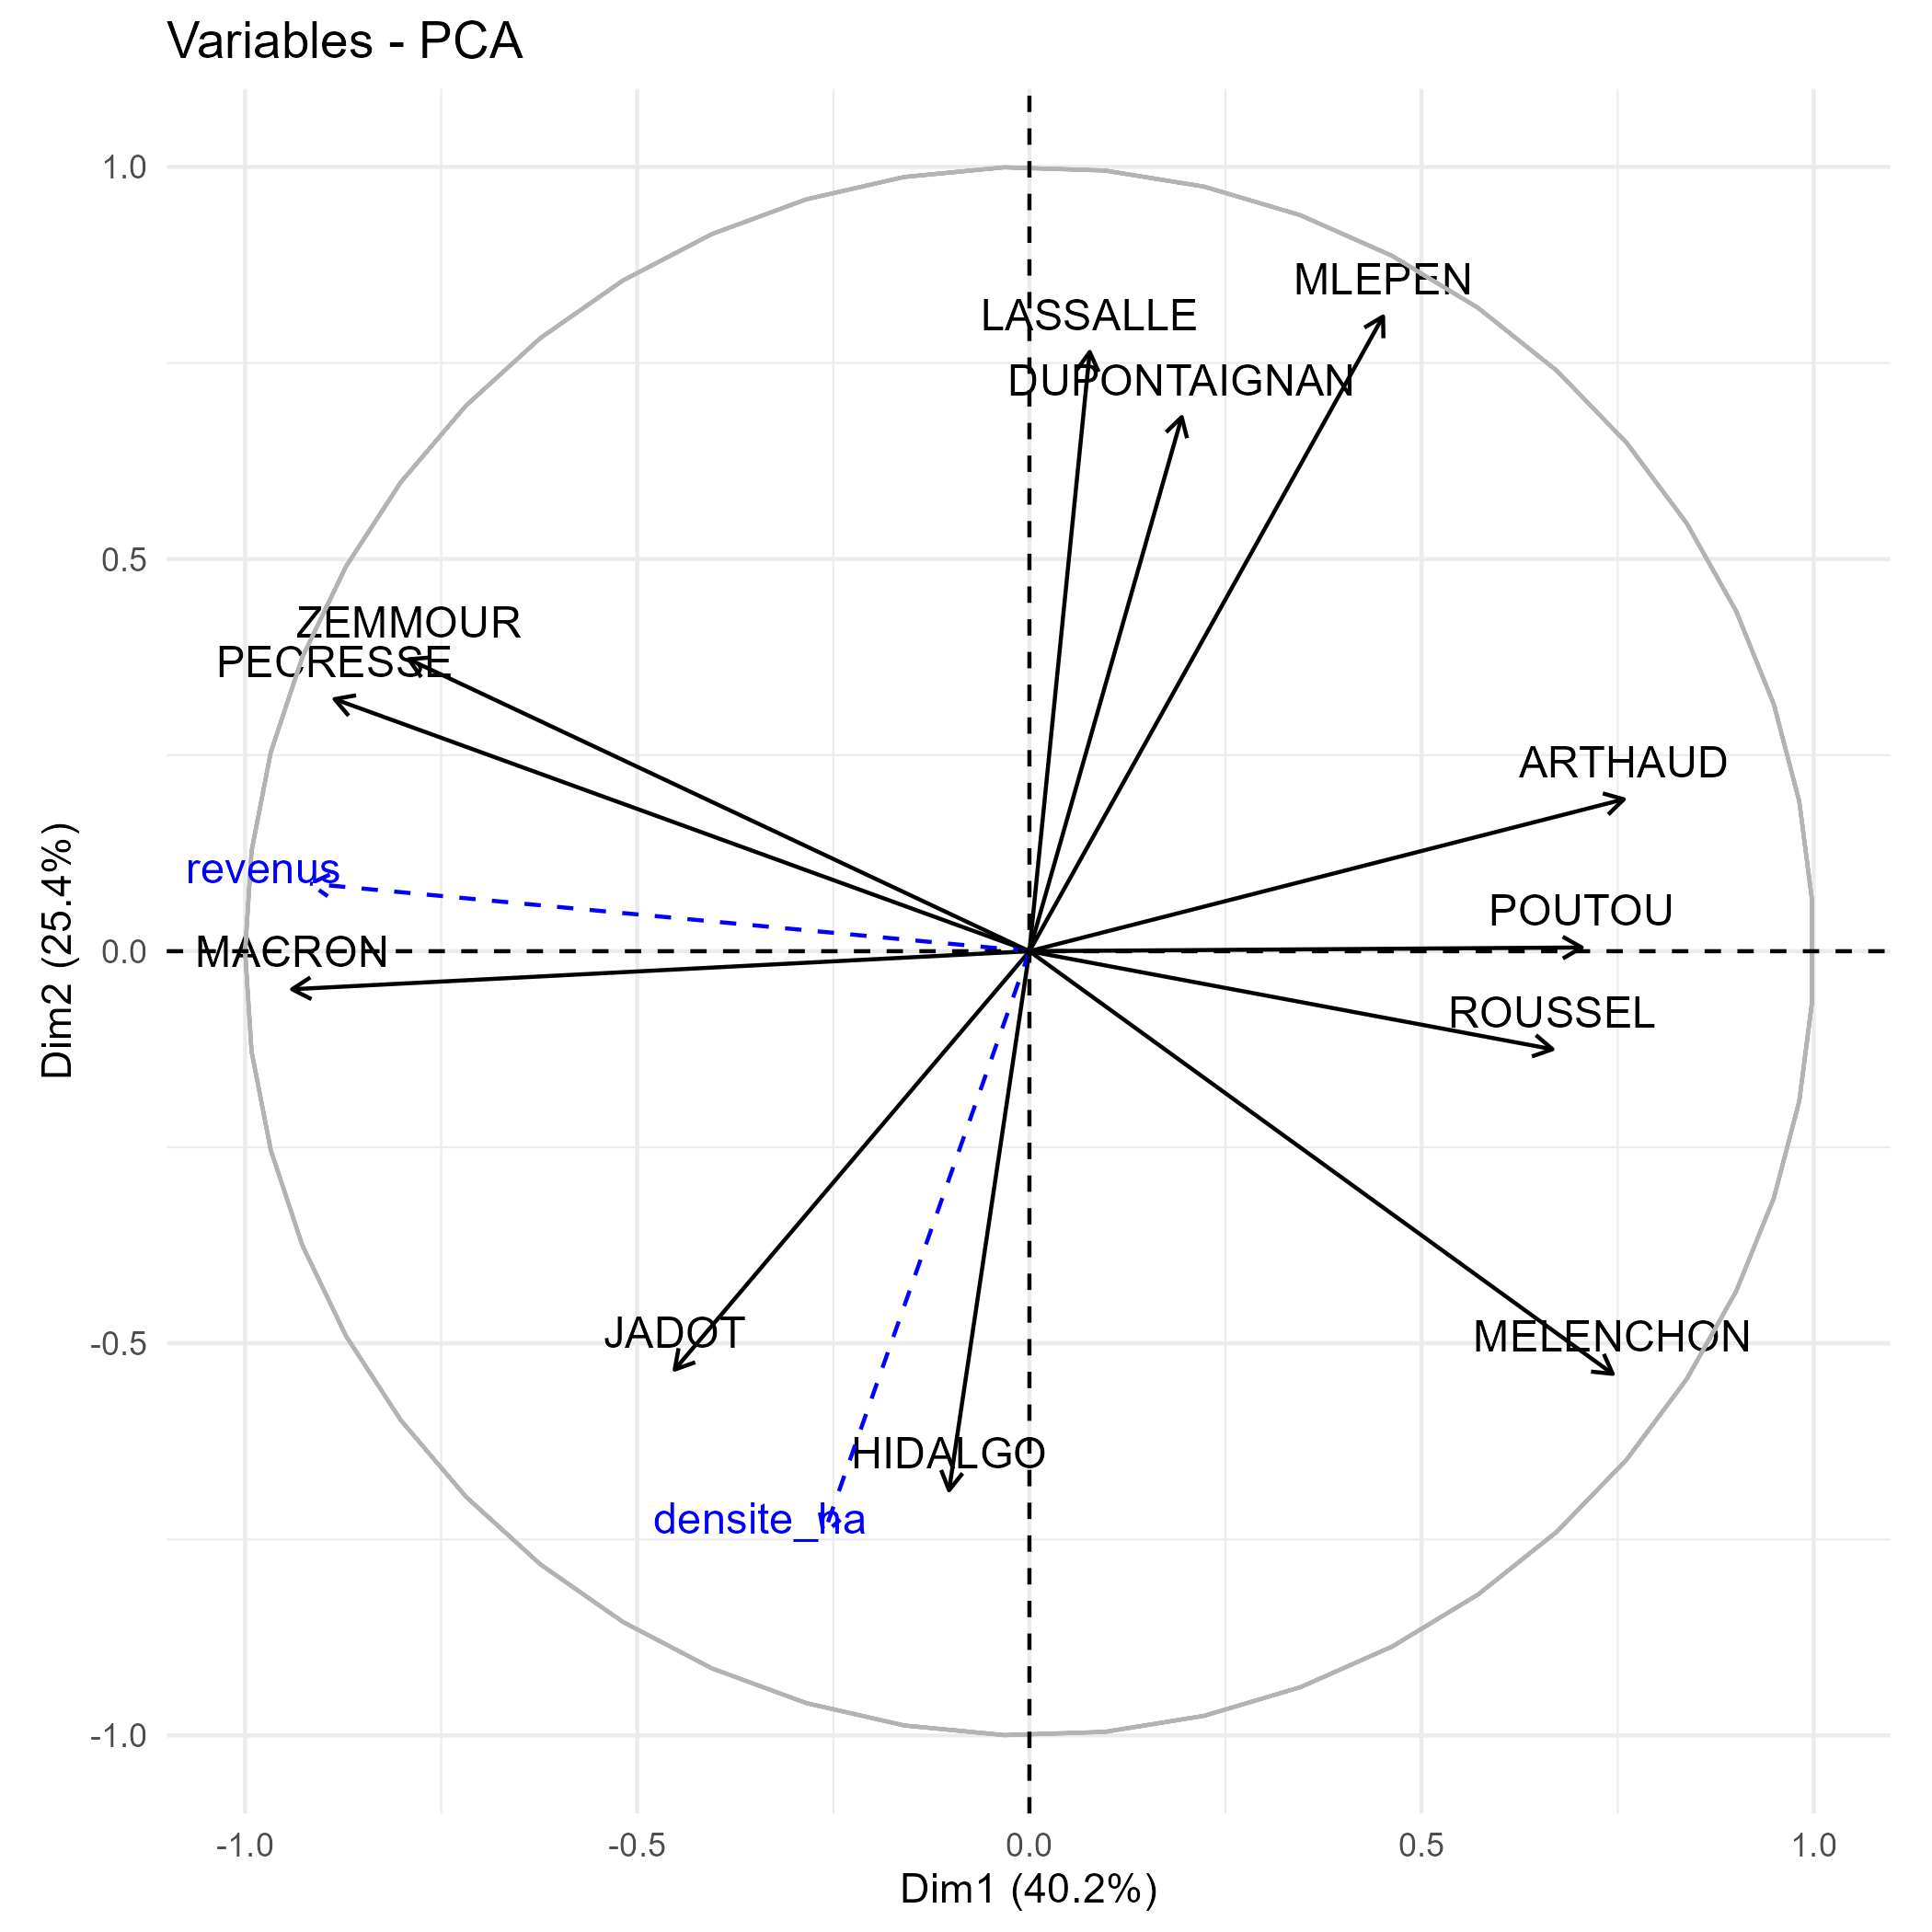 Variables - PCA
1.0
0.5
0.0
-0.5
-1.0
Dim2 (25.4%)
MLEPEN
LASSALLE
DUPONTAIGNAN
ZEMMOUR
PECRESSE
ARTHAUD
revenus
POUTOU
MACRON
ROUSSEL
JADOT
MELENCHON
HIDALGO
densite_ha
-1.0
-0.5
0.0
0.5
1.0
Dim1 (40.2%)